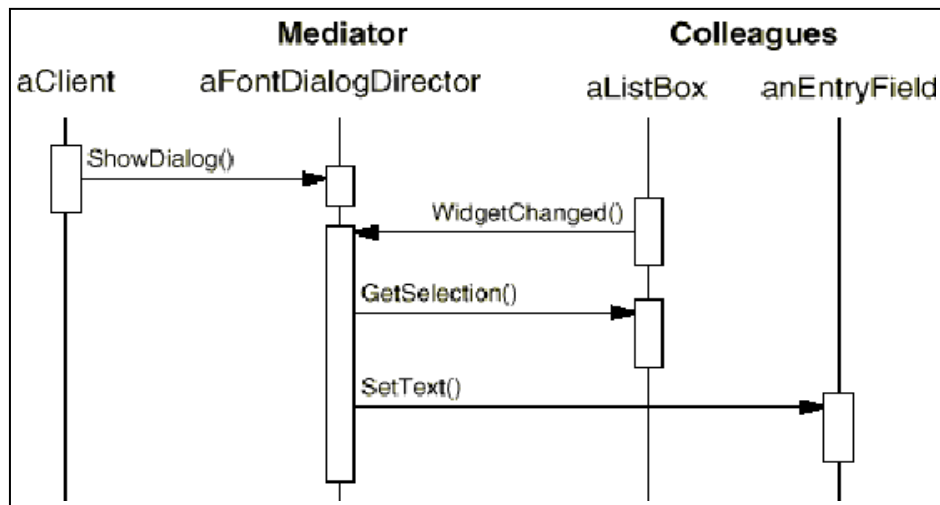 Mediator
Colleagues
aClient
aFontDialogDirector
aListBox
anEntryField
ShowDialog()
WidgetChanged()
GetSelection()
SetText()